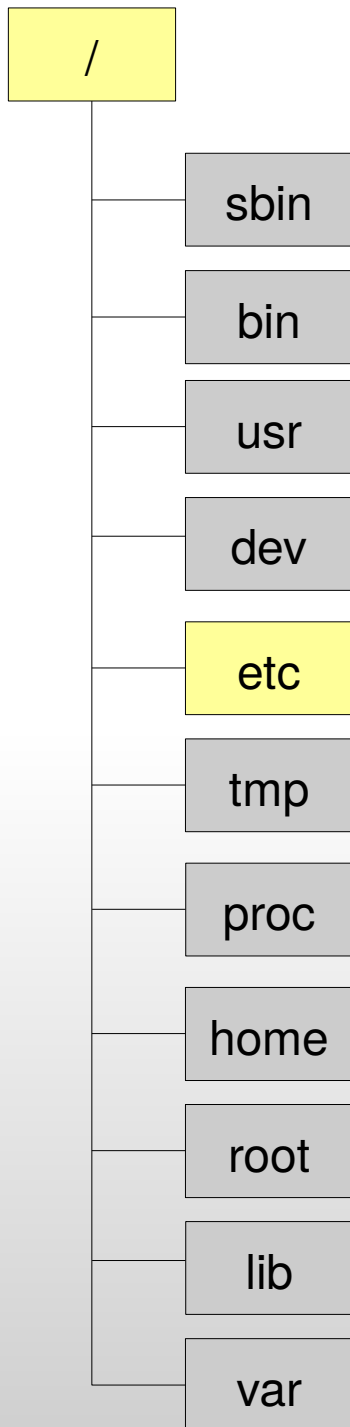 /
sbin
bin
usr
dev
etc
tmp
proc
home
root
lib
var